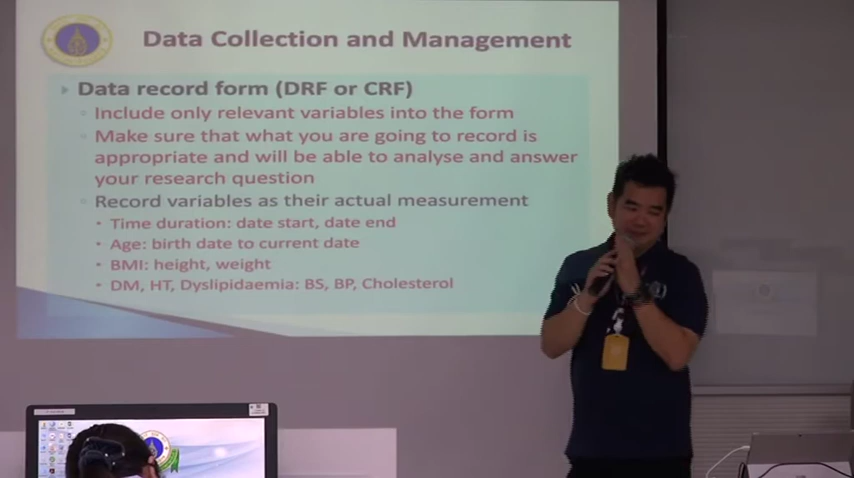 Data Collection and Management
Data record form (DRF or CRF)
Include only relevant variables into the form
Make sure that what you are going to record is
appropriate and will be able to analyse and answer
your research question
Record variables as their actual measurement
• Time duration: date start, date end
• Age: birth date to current date
• BMI: height, weight
• DM, HT, Dyslipidaemia: BS, BP, Cholesterol